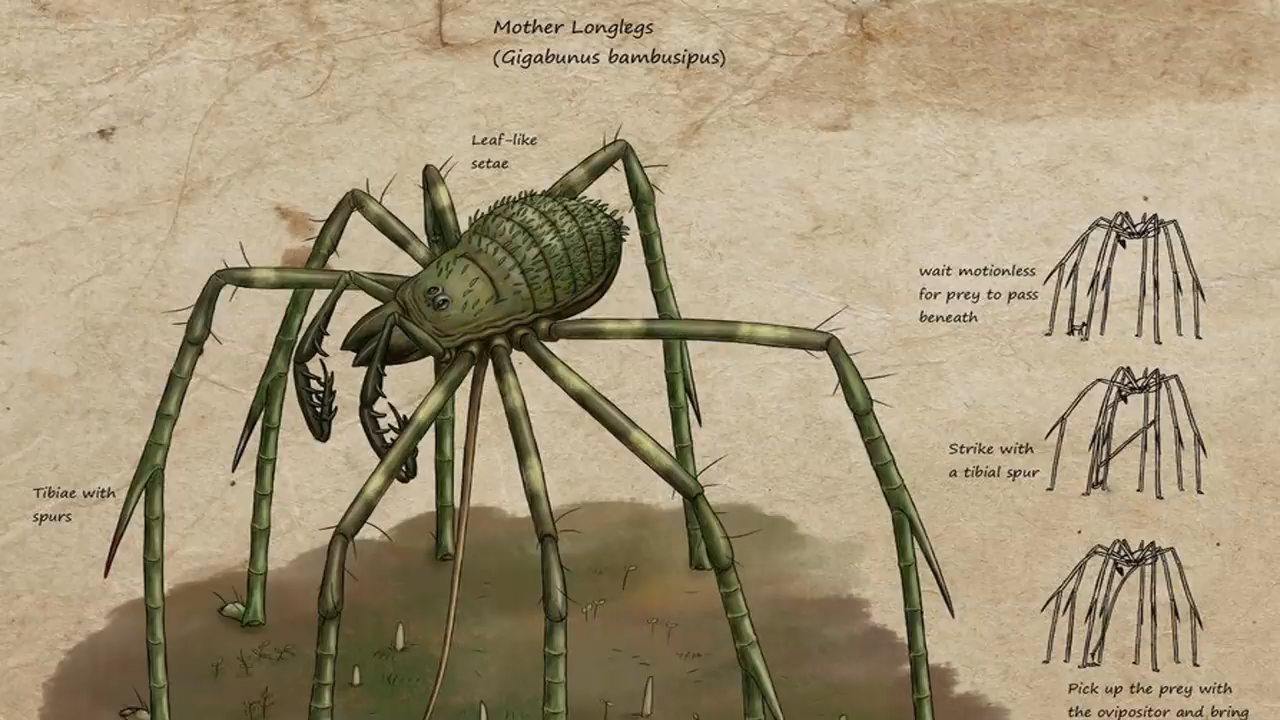 Mother Longlegs
(Gigabunus bambusipus)
Leaf-like
setae
wait motionless
for prey to pass
beneath
Strike with
a tibial spur
Tibiae with
spurs
Pick up the prey with
the ovipositor and bring